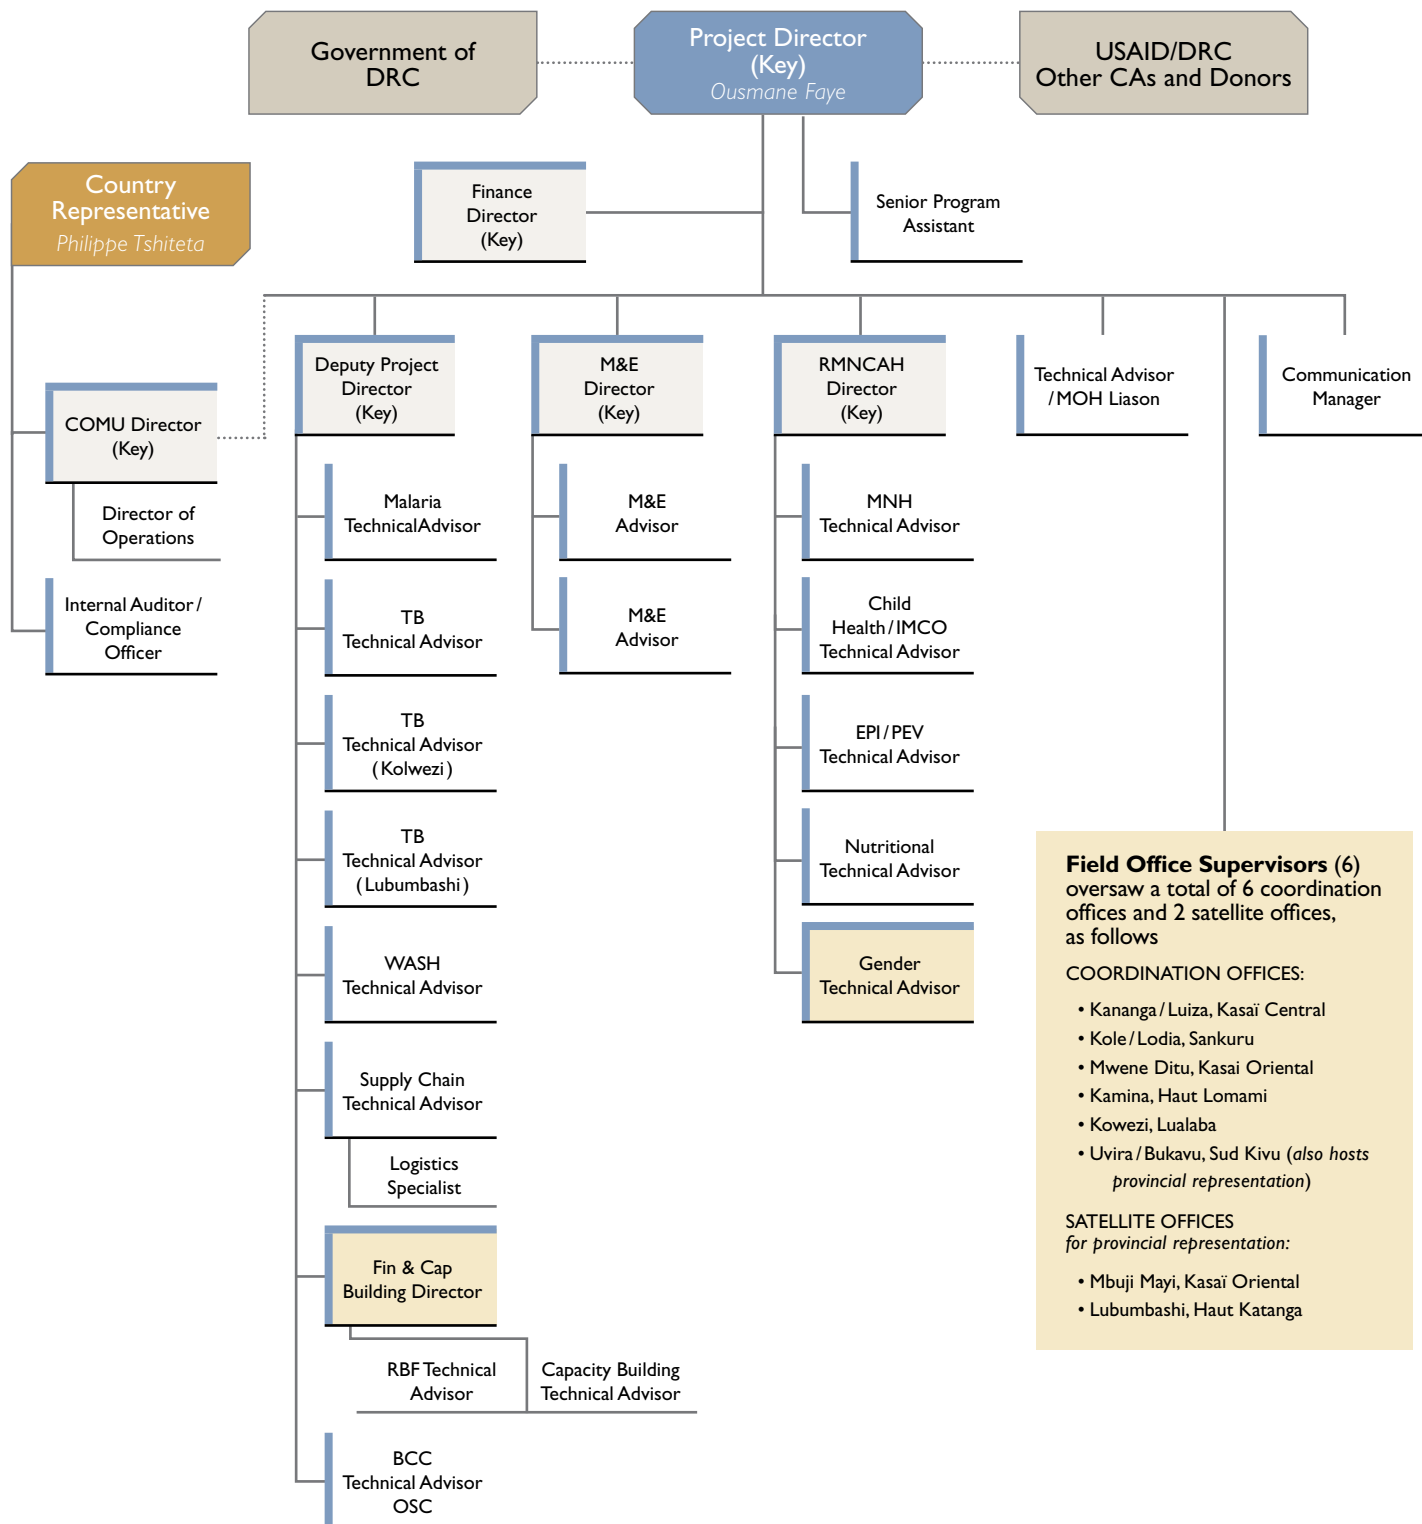 Government of
DRC
Project Director
(Key)
Ousmane Faye
USAID/DRC
Other CAs and Donors
Country
Representative
Philippe Tshiteta
Finance
Director
(Key)
Senior Program
Assistant
COMU Director
(Key)
Director of
Operations
Internal Auditor/
Compliance
Officer
Deputy Project
Director
(Key)
Malaria
TechnicalAdvisor
TB
Technical Advisor
TB
Technical Advisor
(Kolwezi)
TB
Technical Advisor
(Lubumbashi)
WASH
Technical Advisor
Supply Chain
Technical Advisor
Logistics
Specialist
Fin & Cap
Building Director
RBF Technical
Advisor
Capacity Building
Technical Advisor
BCC
Technical Advisor
OSC
M&E
Director
(Key)
M&E
Advisor
M&E
Advisor
RMNCAH
Director
(Key)
MNH
Technical Advisor
Child
Health/IMCO
Technical Advisor
EPI/PEV
Technical Advisor
Nutritional
Technical Advisor
Gender
Technical Advisor
Technical Advisor
/MOH Liason
Communication
Manager
Field Office Supervisors (6)
oversaw a total of 6 coordination
offices and 2 satellite offices,
as follows
COORDINATION OFFICES:
• Kananga/Luiza, Kasaï Central
• Kole/Lodia, Sankuru
• Mwene Ditu, Kasai Oriental
• Kamina, Haut Lomami
• Kowezi, Lualaba
• Uvira/Bukavu, Sud Kivu (also hosts
provincial representation)
SATELLITE OFFICES
for provincial representation:
• Mbuji Mayi, Kasaï Oriental
• Lubumbashi, Haut Katanga